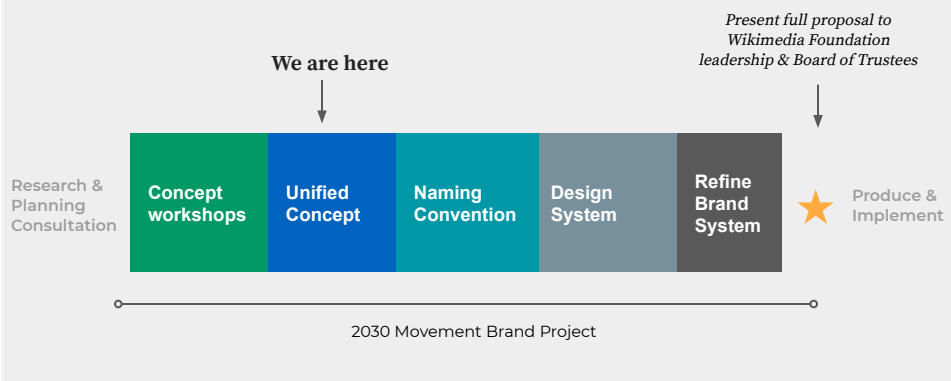 Present full proposal to
Wikimedia Foundation
leadership & Board of Trustees
We are here
Research &
Planning
Consultation
Concept
workshops
Unified
Concept
Naming
Convention
Design
System
Refine
Brand
System
Produce &
Implement
2030 Movement Brand Project